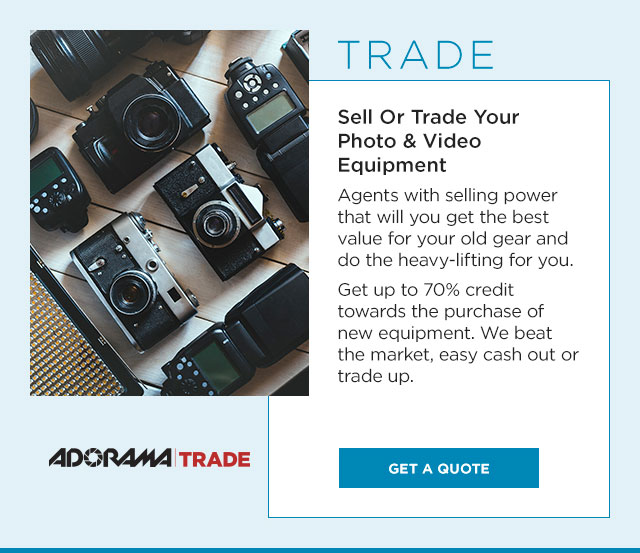 TRADE
Sell Or Trade Your
Photo & Video
Equipment
Agents with selling power
that will you get the best
value for your old gear and
do the heavy-lifting for you.
Get up to 70% credit
towards the purchase of
new equipment. We beat
the market, easy cash out or
trade up.
ADORAMA | TRADE
GET A QUOTE